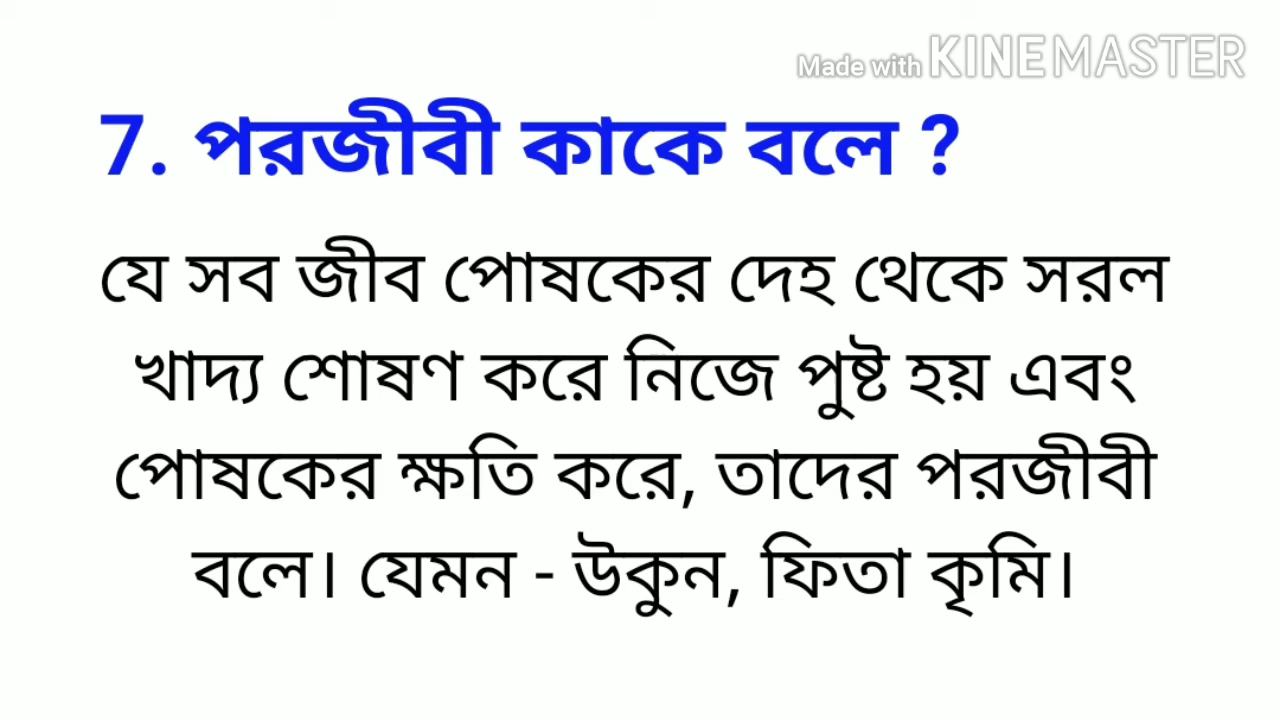 Made with KINEMASTER
7. পরজীবী কাকে বলে ?
যে সব জীব পোষকের দেহ থেকে সরল
খাদ্য শোষণ করে নিজে পুষ্ট হয় এবং
পোষকের ক্ষতি করে, তাদের পরজীবী
বলে। যেমন - উকুন, ফিতা কৃমি।